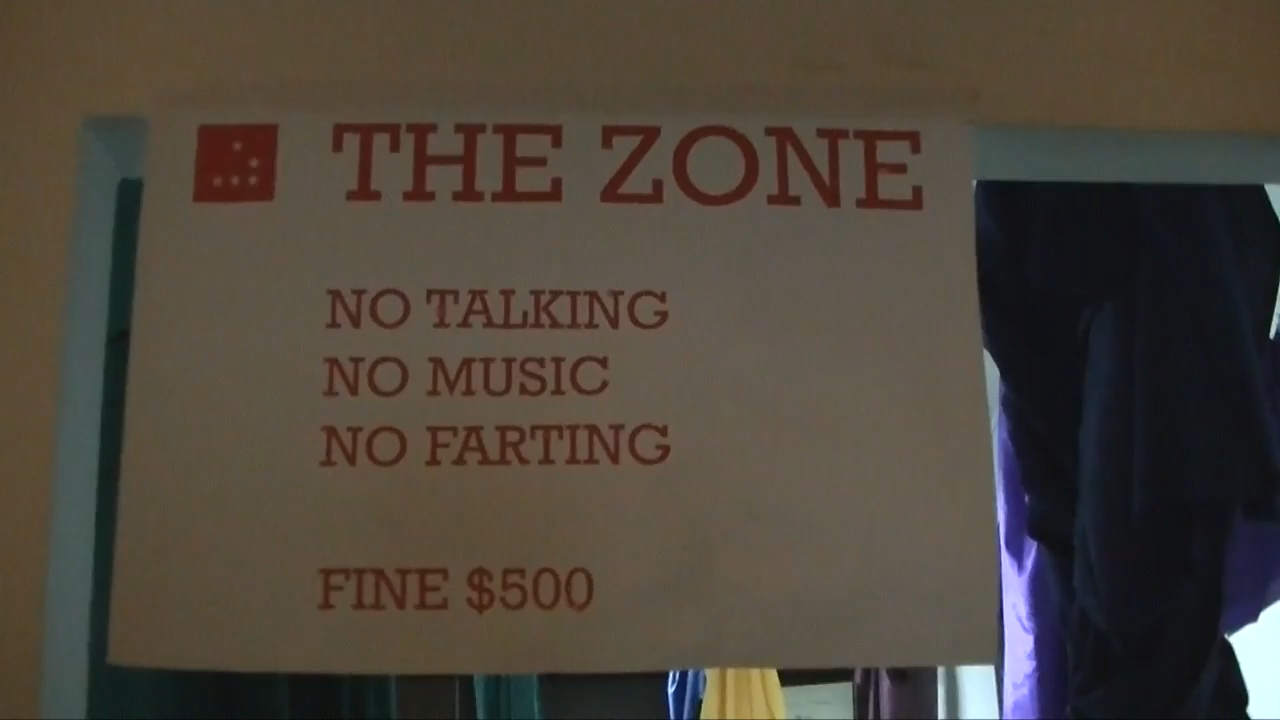 THE ZONE
NO TALKING
NO MUSIC
NO FARTING
FINE $500